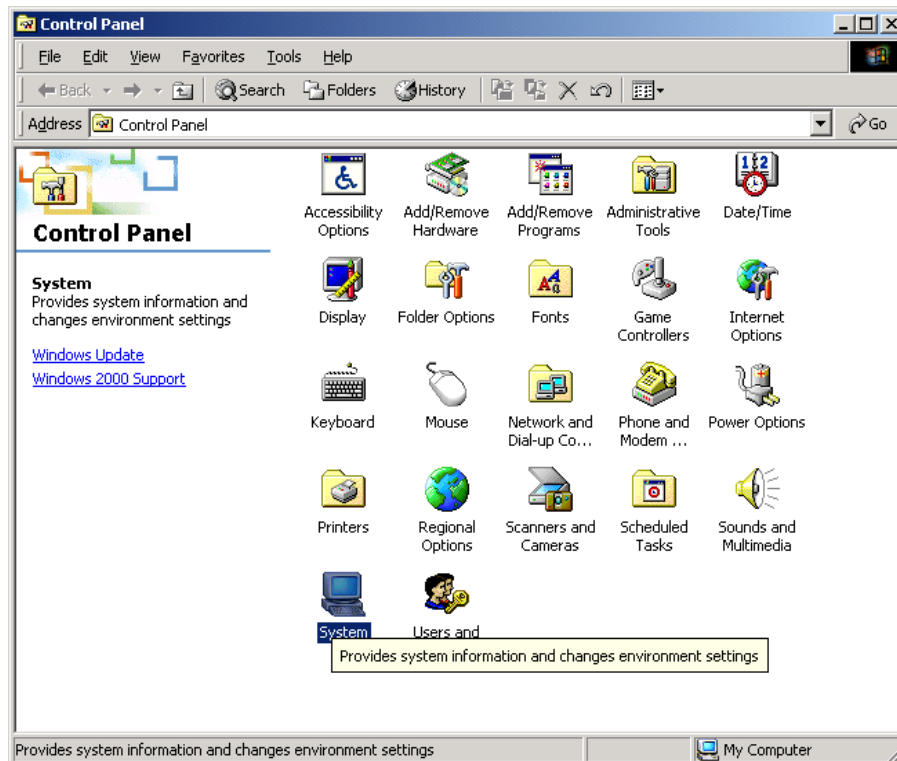 Control Panel
File Edit View Favorites Tools Help
Back Search Folders History
Address Control Panel Go
Control Panel
System
Provides system information and
changes environment settings
Windows Update
Windows 2000 Support
Accessibility
Options
Add/Remove
Hardware
Add/Remove
Programs
Administrative
Tools
Date/Time
Display
Folder Options
Fonts
Game
Controllers
Internet
Options
Keyboard
Mouse
Network and
Dial-up Co...
Phone and
Modem ...
Power Options
Printers
Regional
Options
Scanners and
Cameras
Scheduled
Tasks
Sounds and
Multimedia
System
Users and
Provides system information and changes environment settings
Provides system information and changes environment settings
My Computer